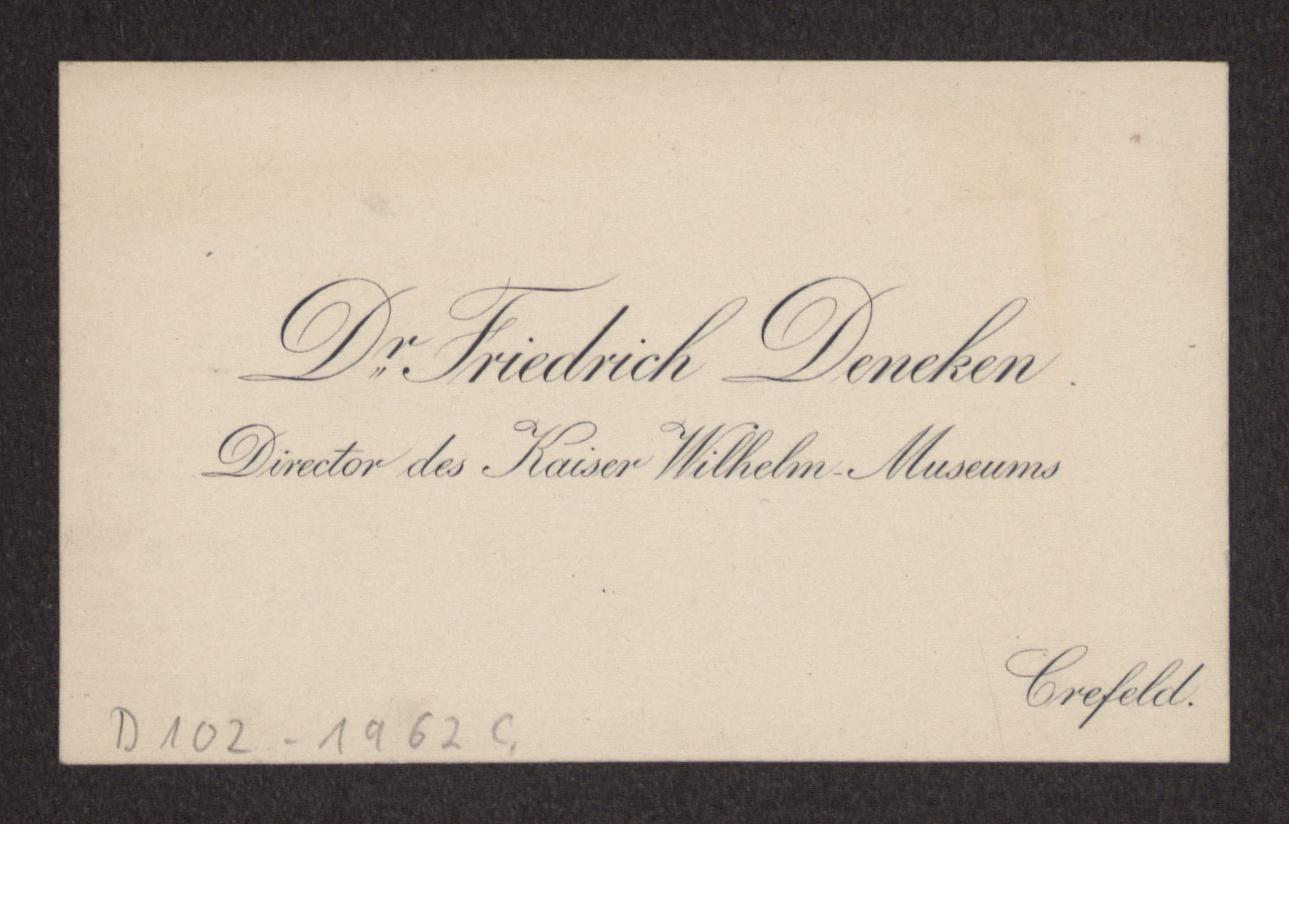 Dr. Friedrich Deneken
Director des Kaiser Wilhelm-Museums
Crefeld.
D 102 - 1962 C,